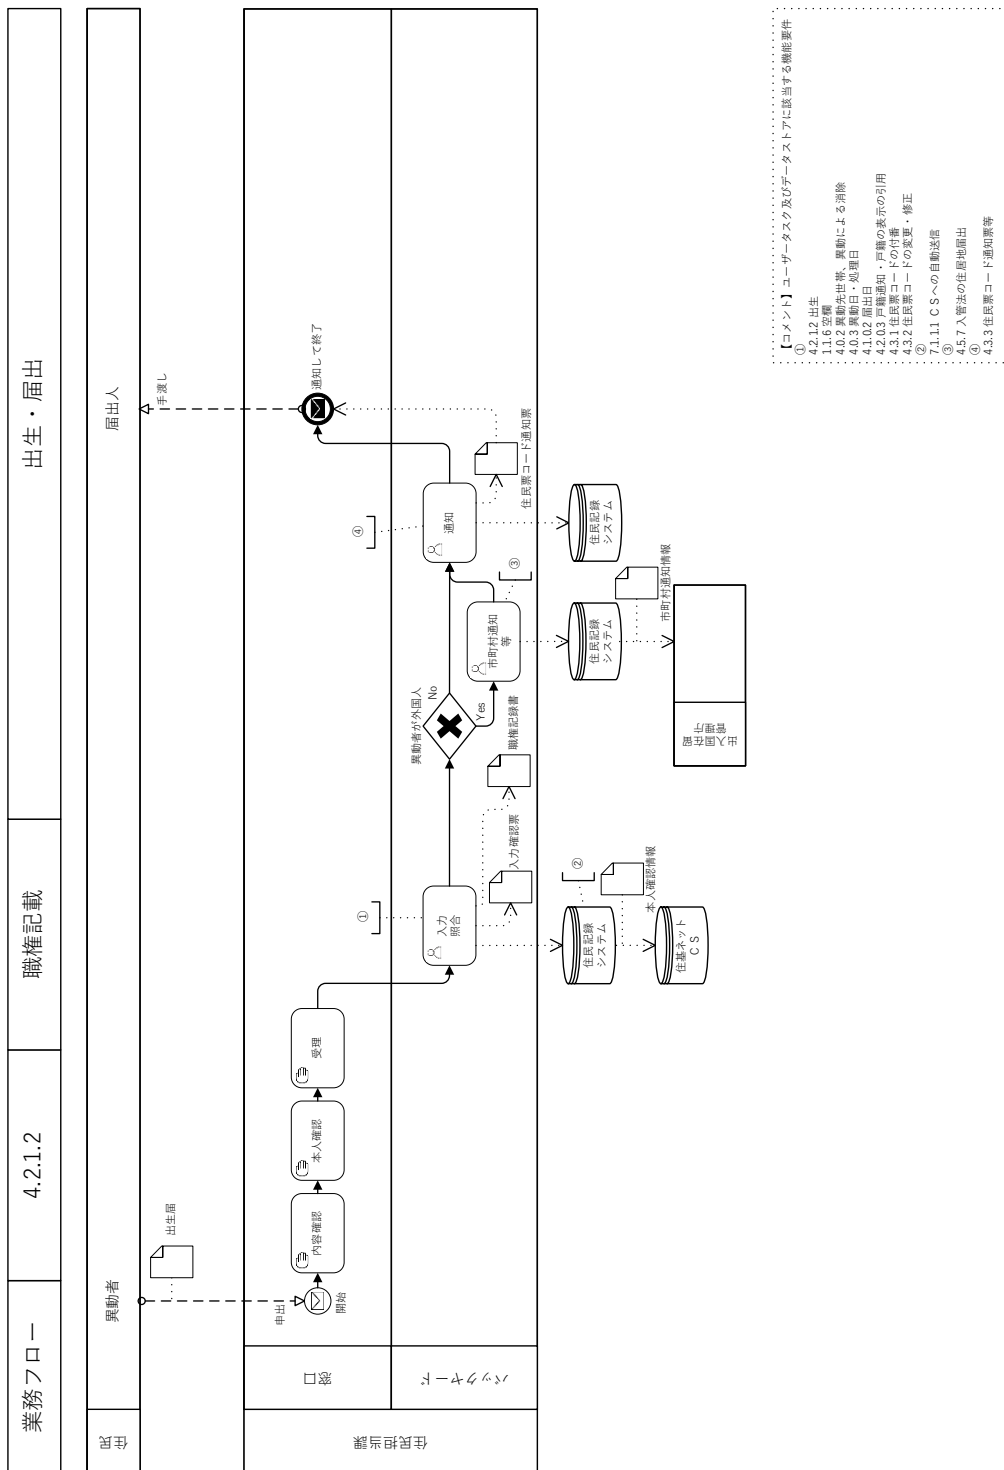 業務フロー
4.2.1.2
職権記載
出生・届出
住民
異動者
届出人
出生届
申出
手渡し
住民担当課
窓口
開始
内容確認
本人確認
受理
通知して終了
バックヤード
①
入力
照合
入力確認票
職権記録書
異動者が外国人
No
Yes
市町村通知
等
③
④
通知
住民票コード通知票
住民記録
システム
②
本人確認情報
住基ネット
ＣＳ
住民記録
システム
市町村通知情報
住民記録
システム
出入国在留
管理庁
【コメント】ユーザータスク及びデータストアに該当する機能要件
①
4.2.1.2 出生
1.1.6 空欄
4.0.2 異動先世帯、異動による消除
4.0.3 異動日・処理日
4.1.0.2 届出日
4.2.0.3 戸籍通知・戸籍の表示の引用
4.3.1 住民票コードの付番
4.3.2 住民票コードの変更・修正
②
7.1.1.1 ＣＳへの自動送信
③
4.5.7 入管法の住居地届出
④
4.3.3 住民票コード通知票等